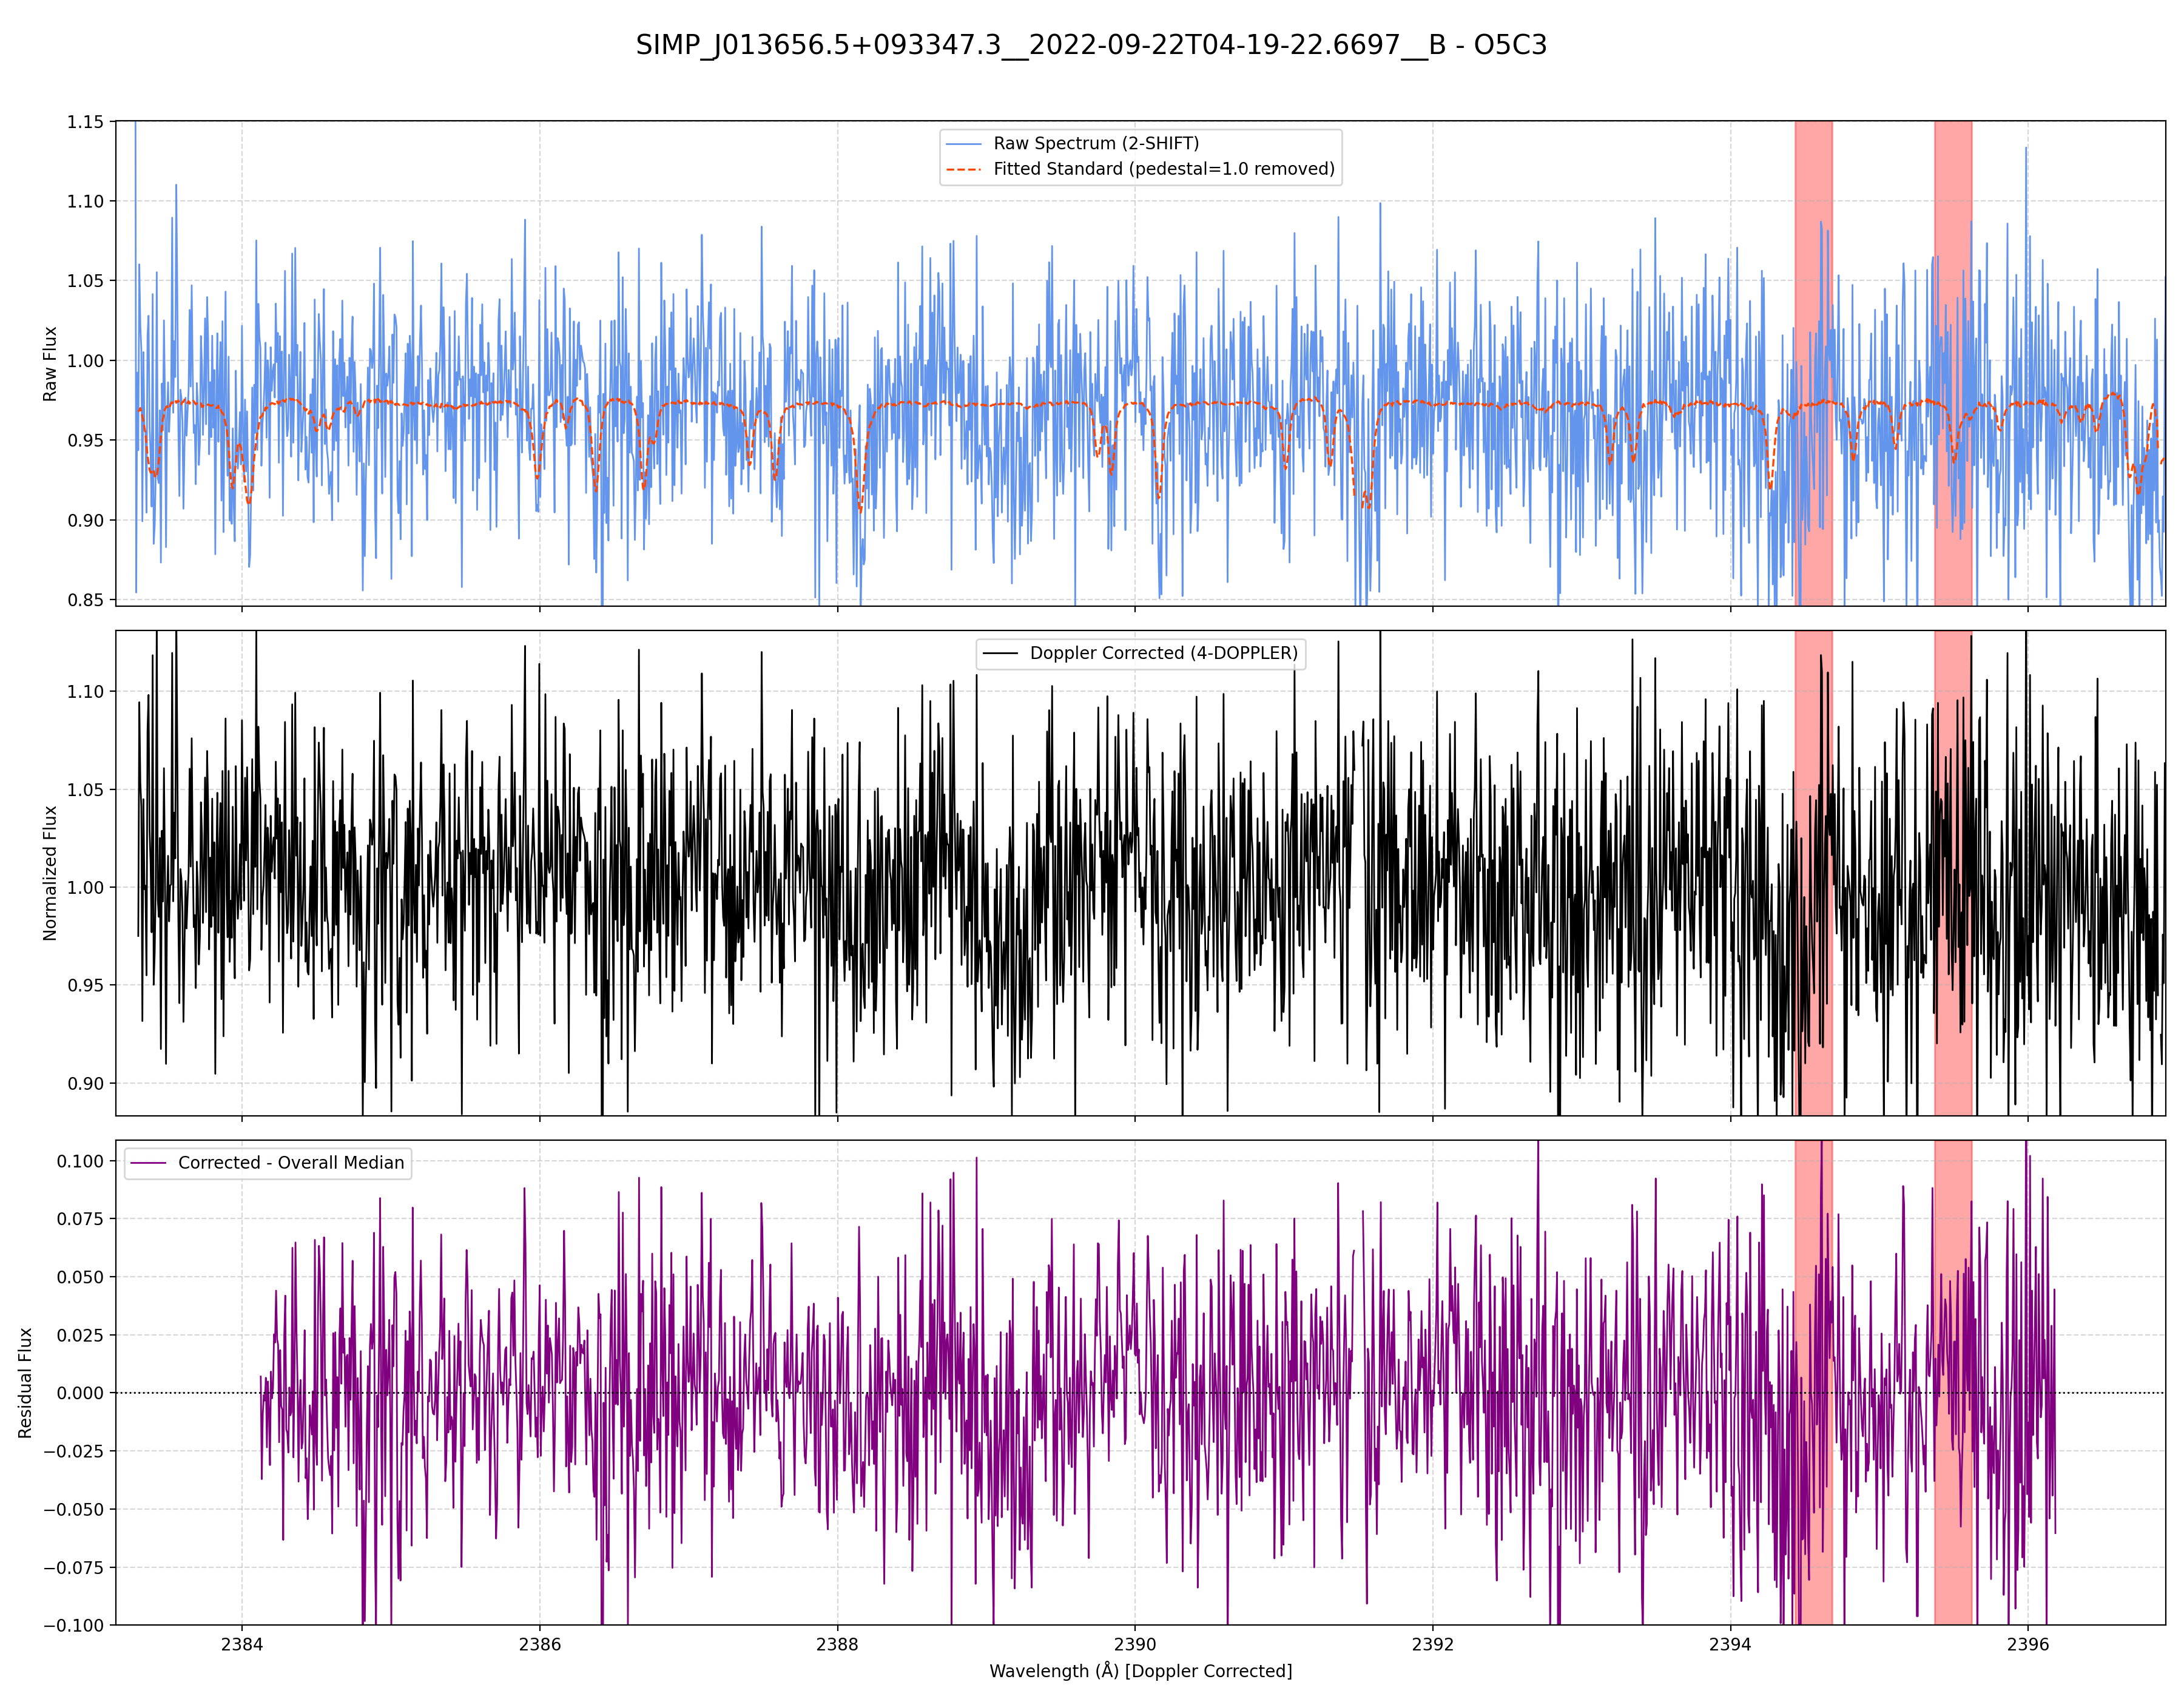 SIMP_J013656.5+093347.3__2022-09-22T04-19-22.6697__B - O5C3
1.15
1.10
1.05
1.00
0.95
0.90
0.85
Raw Flux
Raw Spectrum (2-SHIFT)
Fitted Standard (pedestal=1.0 removed)
1.10
1.05
1.00
0.95
0.90
Normalized Flux
Doppler Corrected (4-DOPPLER)
0.100
0.075
0.050
0.025
0.000
−0.025
−0.050
−0.075
−0.100
Residual Flux
Corrected - Overall Median
2384 2386 2388 2390 2392 2394 2396
Wavelength (Å) [Doppler Corrected]